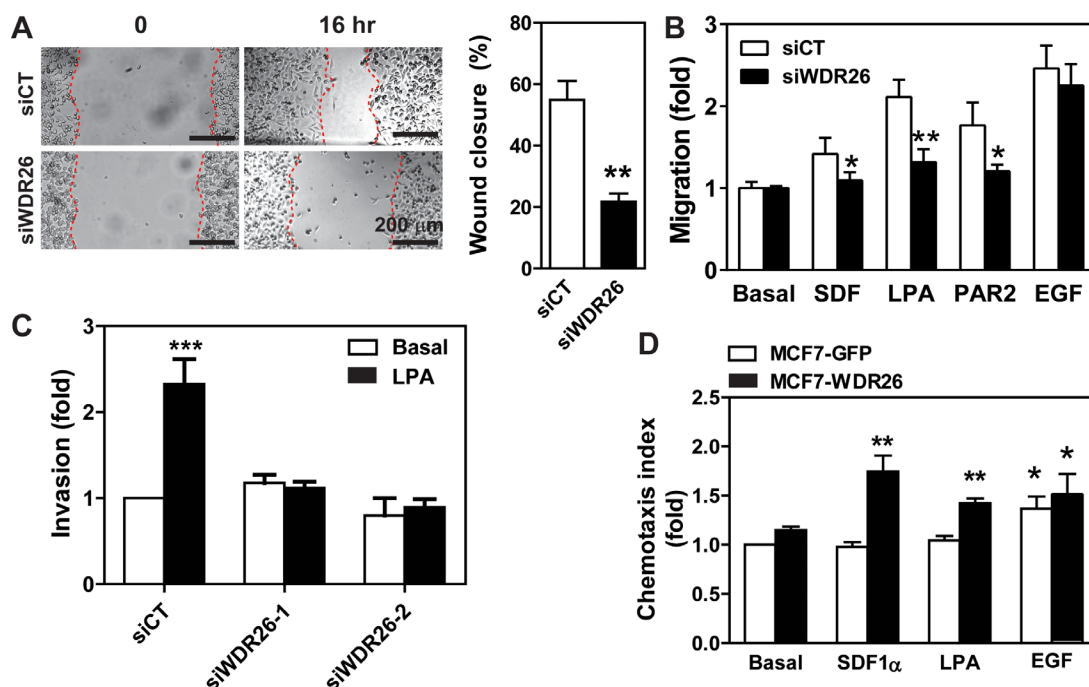 A
0
16 hr
siCT
siWDR26
200 μm
Wound closure (%)
80
60
40
20
0
**
siCT
siWDR26
B
siCT
siWDR26
Migration (fold)
3
2
1
0
*
**
*
Basal SDF LPA PAR2 EGF
C
Basal
LPA
Invasion (fold)
3
2
1
0
***
siCT
siWDR26-1
siWDR26-2
D
MCF7-GFP
MCF7-WDR26
Chemotaxis index
(fold)
2.5
2.0
1.5
1.0
0.5
0.0
**
**
*
*
Basal SDF1α LPA EGF